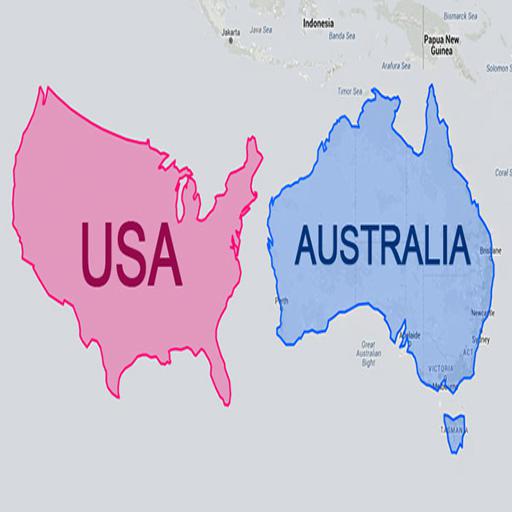 Indonesia
Jakarta
Java Sea
Banda Sea
Bismarck Sea
Papua New
Guinea
Arafura Sea
Solomon S
Timor Sea
Coral S
USA
AUSTRALIA
Brisbane
Perth
Newcastle
Adelaide
Sydney
Great
Australian
Bight
ACT
VICTORIA
Melbourne
TASMANIA